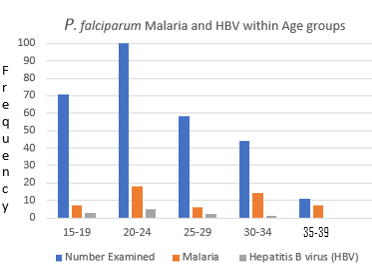 P. falciparum Malaria and HBV within Age groups
100
90
80
70
60
50
40
30
20
10
0
Frequency
15-19 20-24 25-29 30-34 35-39
Number Examined Malaria Hepatitis B virus (HBV)